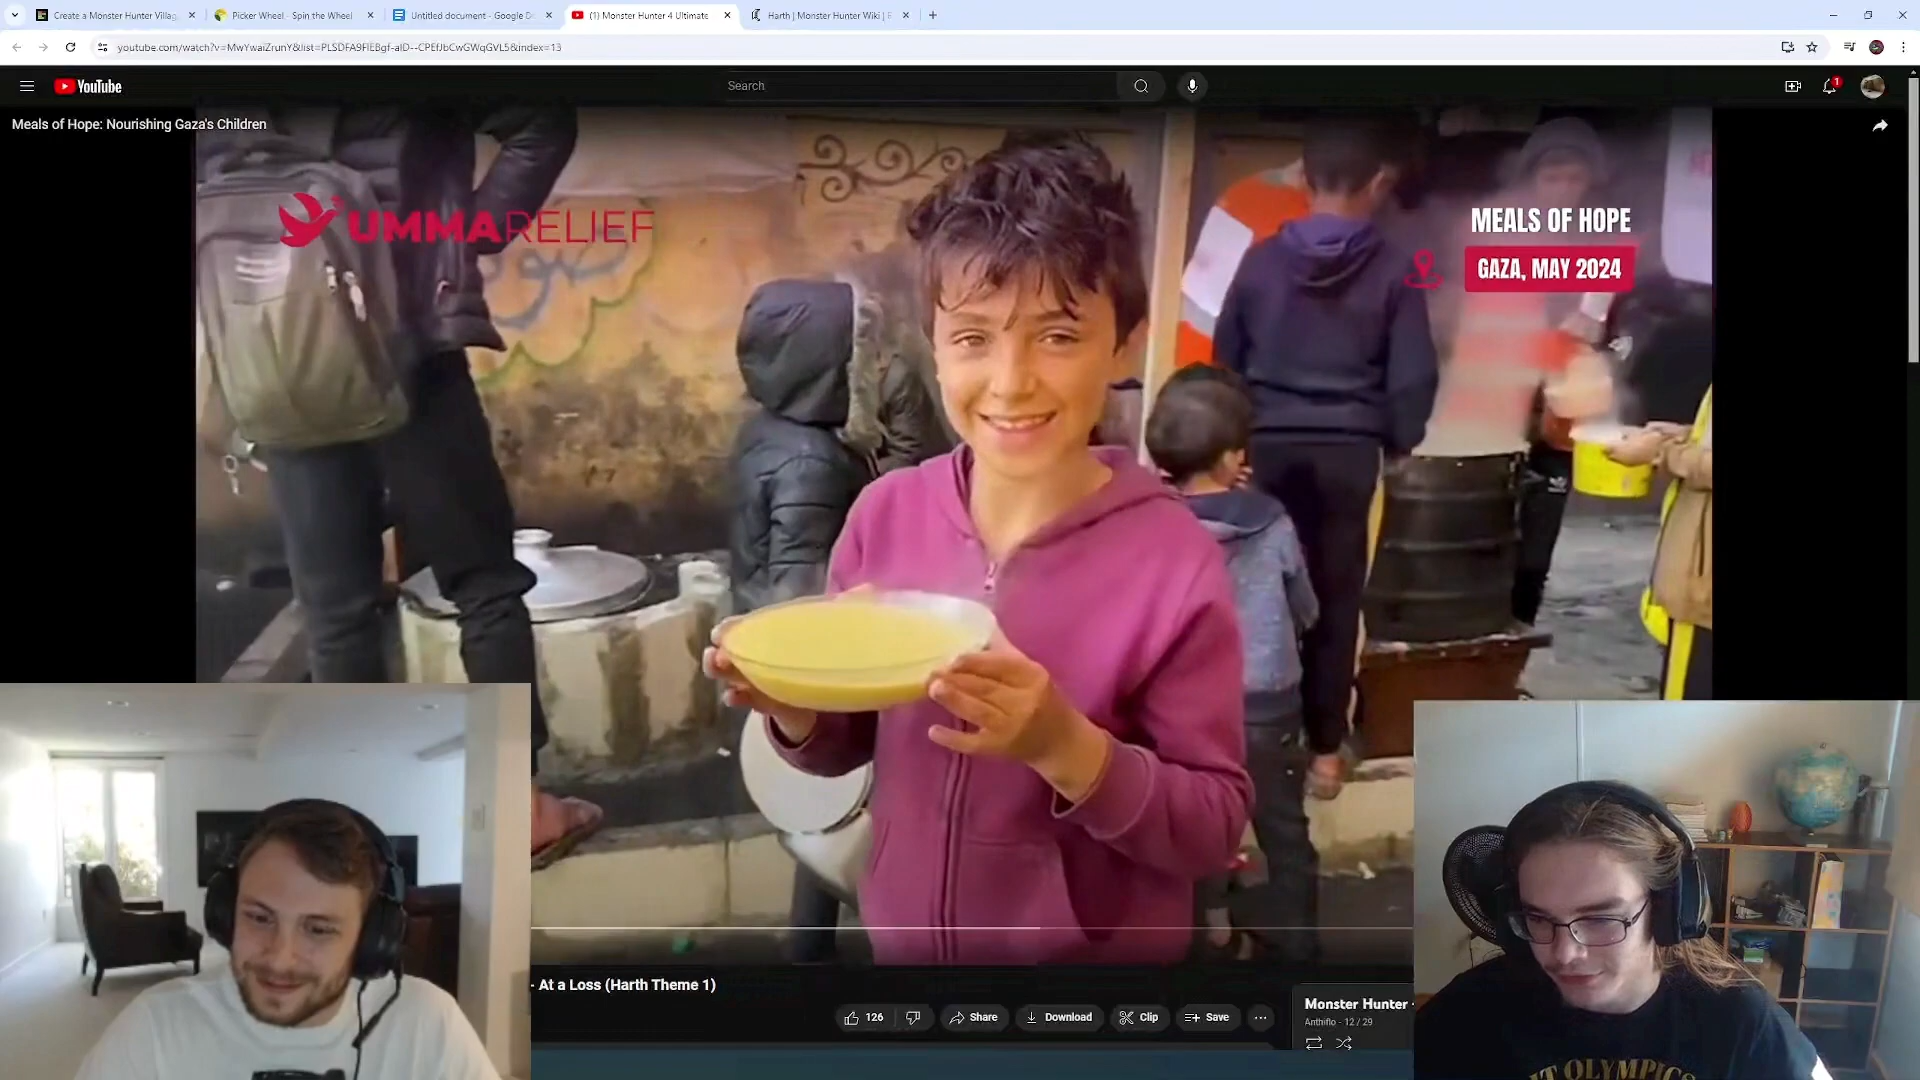 Create a Monster Hunter Villag
Picker Wheel - Spin the Wheel
Untitled document - Google Do
(1) Monster Hunter 4 Ultimate
Harth | Monster Hunter Wiki | F
youtube.com/watch?v=MwYwaiZrunY&list=PLSDFA9FlEBgf-aID--CPEfJbCwGWqGVL5&index=13
YouTube
Search
1
Meals of Hope: Nourishing Gaza's Children
UMMARELIEF
MEALS OF HOPE
GAZA, MAY 2024
- At a Loss (Harth Theme 1)
126
Share
Download
Clip
Save
Monster Hunter -
Anthiflo - 12 / 29
IT OLYMPICS